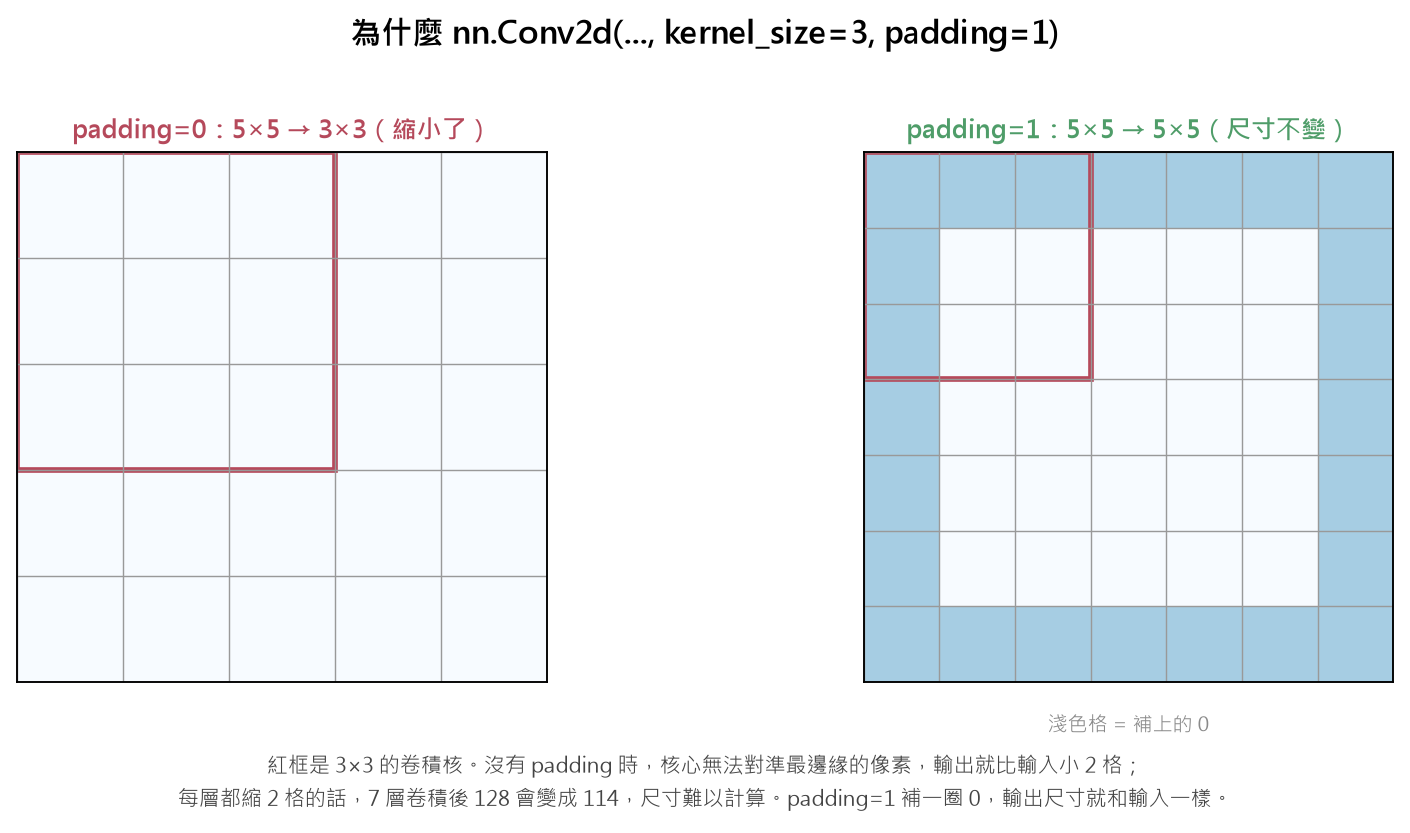 為什麼 nn.Conv2d(..., kernel_size=3, padding=1)
padding=0：5×5 → 3×3（縮小了）
padding=1：5×5 → 5×5（尺寸不變）
淺色格 = 補上的 0
紅框是 3×3 的卷積核。沒有 padding 時，核心無法對準最邊緣的像素，輸出就比輸入小 2 格；
每層都縮 2 格的話，7 層卷積後 128 會變成 114，尺寸難以計算。padding=1 補一圈 0，輸出尺寸就和輸入一樣。